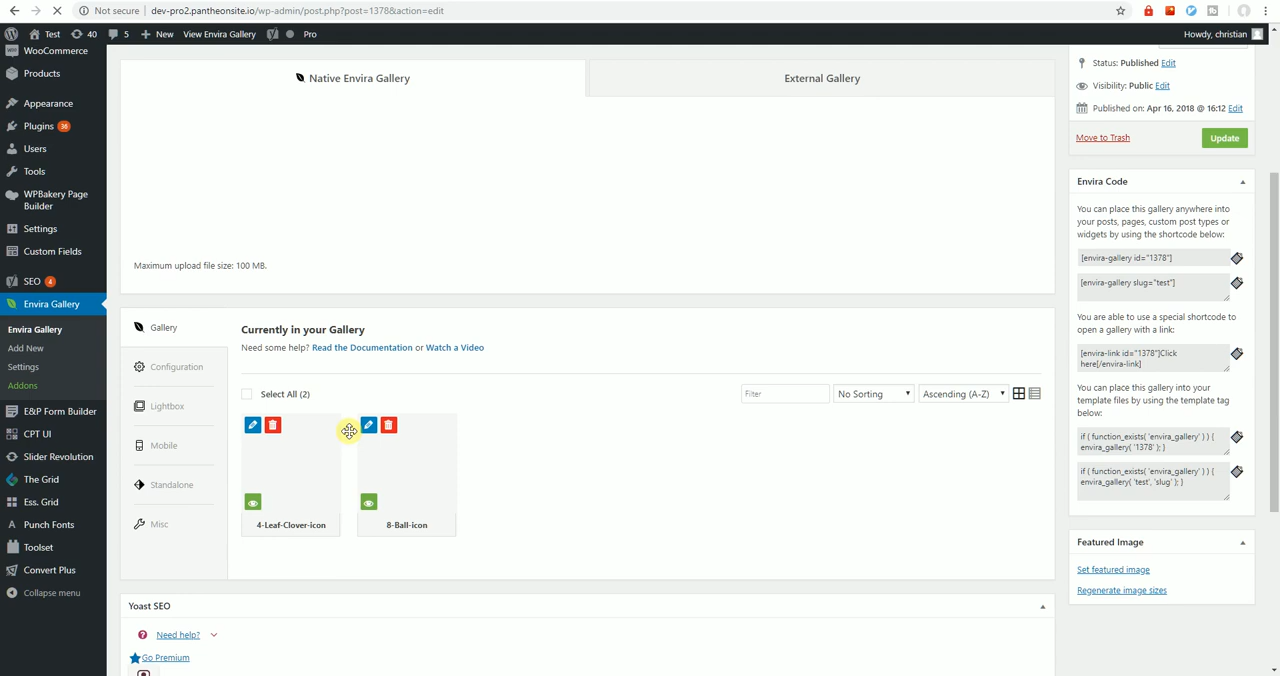 Not secure | dev-pro2.pantheonsite.io/wp-admin/post.php?post=1378&action=edit
Test 40 5 New View Envira Gallery Pro Howdy, christian
WooCommerce
Products
Appearance
Plugins 36
Users
Tools
WPBakery Page
Builder
Settings
Custom Fields
SEO 4
Envira Gallery
Envira Gallery
Add New
Settings
Addons
E&P Form Builder
CPT UI
Slider Revolution
The Grid
Ess. Grid
Punch Fonts
Toolset
Convert Plus
Collapse menu
Native Envira Gallery
External Gallery
Maximum upload file size: 100 MB.
Gallery
Configuration
Lightbox
Mobile
Standalone
Misc
Currently in your Gallery
Need some help? Read the Documentation or Watch a Video
Select All (2)
Filter
No Sorting
Ascending (A-Z)
4-Leaf-Clover-icon
8-Ball-icon
Yoast SEO
Need help?
Go Premium
Status: Published Edit
Visibility: Public Edit
Published on: Apr 16, 2018 @ 16:12 Edit
Move to Trash
Update
Envira Code
You can place this gallery anywhere into
your posts, pages, custom post types or
widgets by using the shortcode below:
[envira-gallery id="1378"]
[envira-gallery slug="test"]
You are able to use a special shortcode to
open a gallery with a link:
[envira-link id="1378"]Click
here[/envira-link]
You can place this gallery into your
template files by using the template tag
below:
if ( function_exists( 'envira_gallery' ) ) {
envira_gallery( '1378' ); }
if ( function_exists( 'envira_gallery' ) ) {
envira_gallery( 'test', 'slug' ); }
Featured Image
Set featured image
Regenerate image sizes